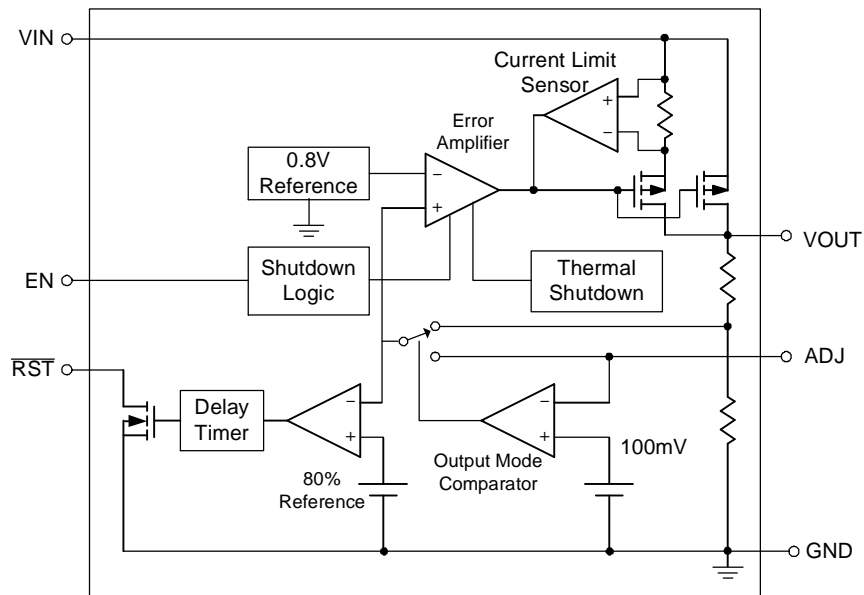 VIN
Current Limit
Sensor
+
−
Error
Amplifier
0.8V
Reference
−
+
VOUT
EN
Shutdown
Logic
Thermal
Shutdown
RST
ADJ
Delay
Timer
−
+
−
+
100mV
80%
Reference
Output Mode
Comparator
GND